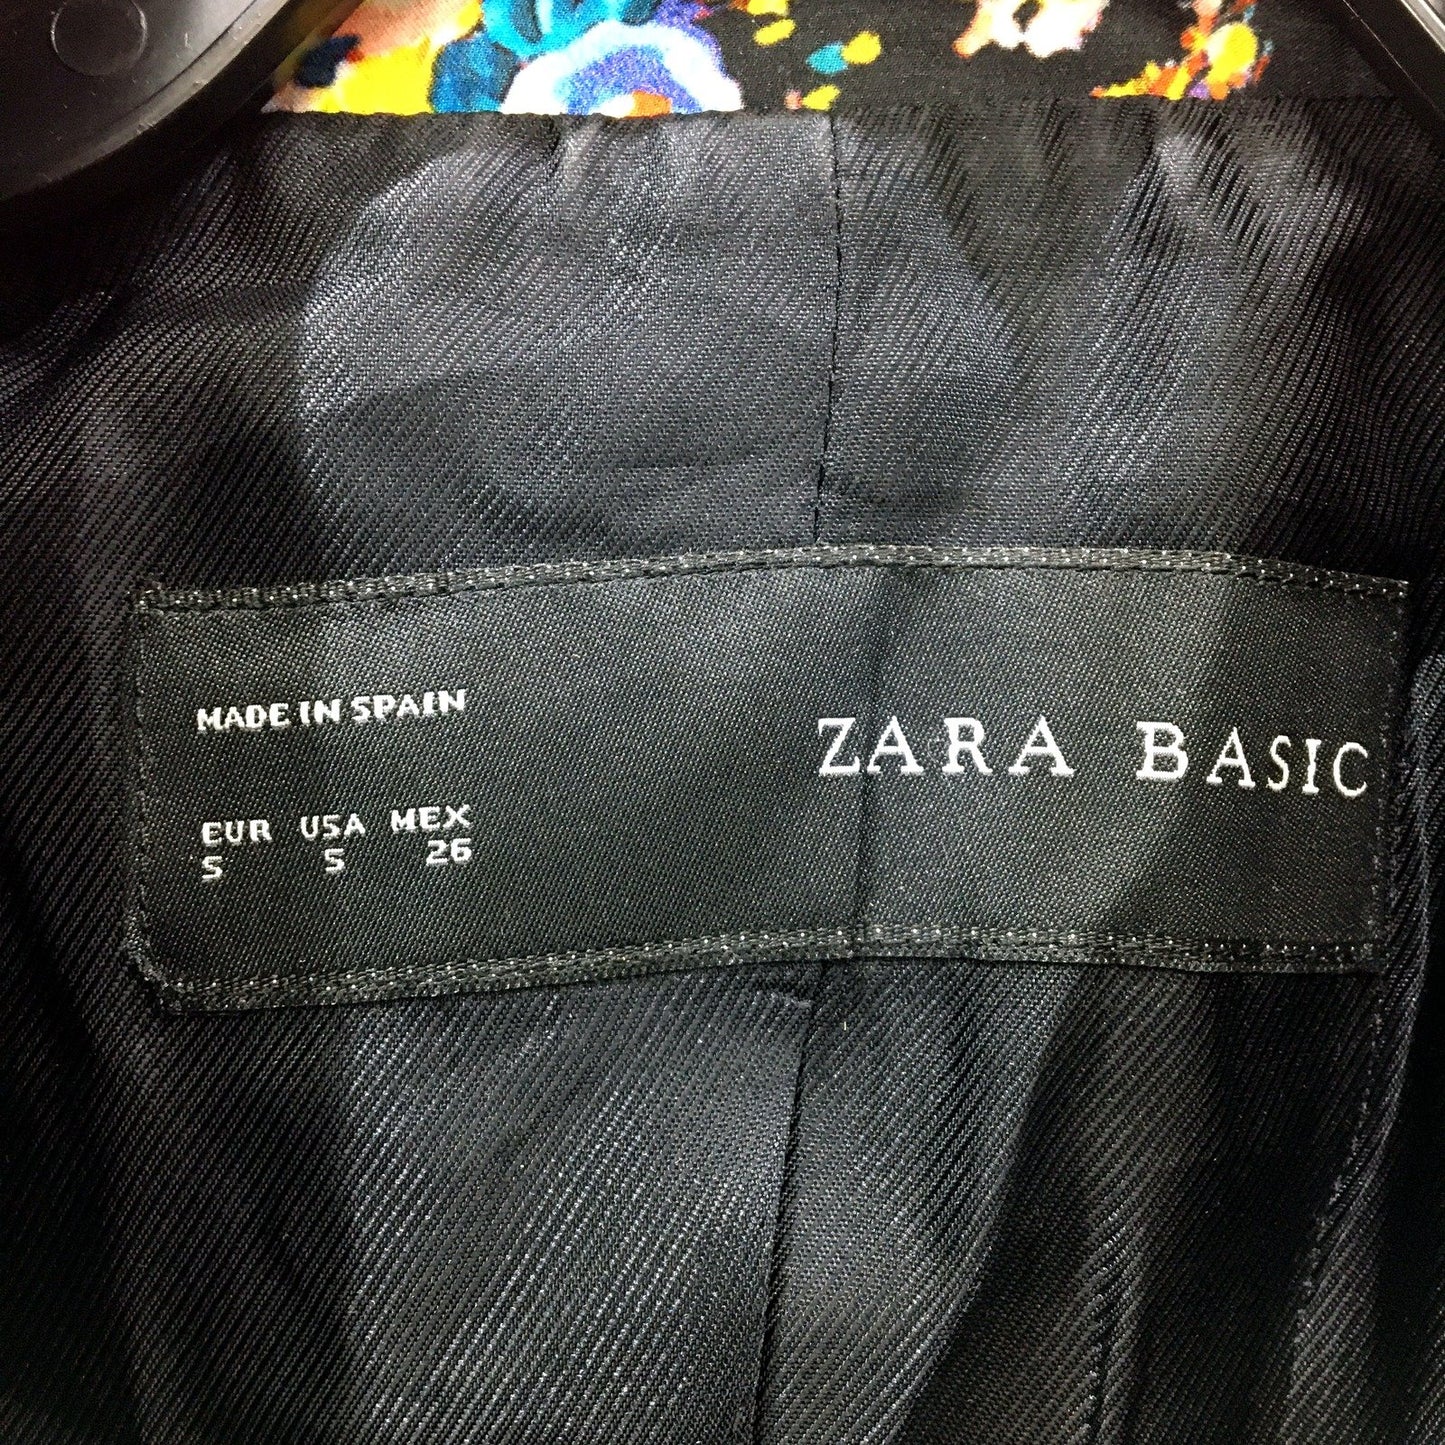 MADE IN SPAIN
ZARA BASIC
EUR USA MEX
S S 26